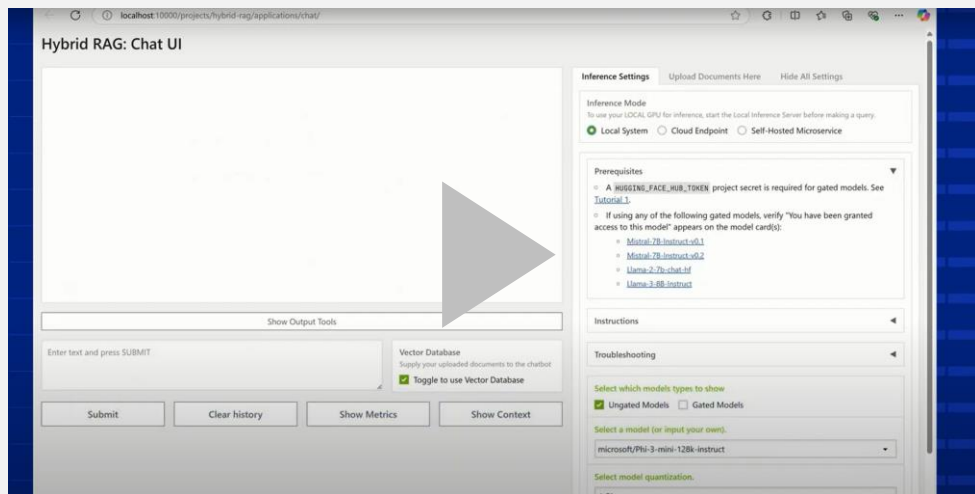 localhost:10000/projects/hybrid-rag/applications/chat/
Hybrid RAG: Chat UI
Inference Settings
Upload Documents Here
Hide All Settings
Inference Mode
To use your LOCAL GPU for inference, start the Local Inference Server before making a query.
Local System
Cloud Endpoint
Self-Hosted Microservice
Prerequisites
A HUGGING_FACE_HUB_TOKEN project secret is required for gated models. See
Tutorial 1.
If using any of the following gated models, verify "You have been granted
access to this model" appears on the model card(s):
Mistral-7B-Instruct-v0.1
Mistral-7B-Instruct-v0.2
Llama-2-7b-chat-hf
Llama-3-8B-Instruct
Instructions
Troubleshooting
Select which models types to show
Ungated Models
Gated Models
Select a model (or input your own).
microsoft/Phi-3-mini-128k-instruct
Select model quantization.
Show Output Tools
Enter text and press SUBMIT
Vector Database
Supply your uploaded documents to the chatbot
Toggle to use Vector Database
Submit
Clear history
Show Metrics
Show Context